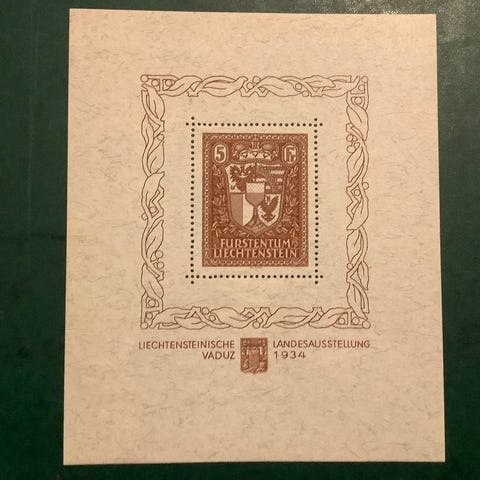 5 Fr.
FÜRSTENTUM
LIECHTENSTEIN
LIECHTENSTEINISCHE LANDESAUSSTELLUNG
VADUZ 1934